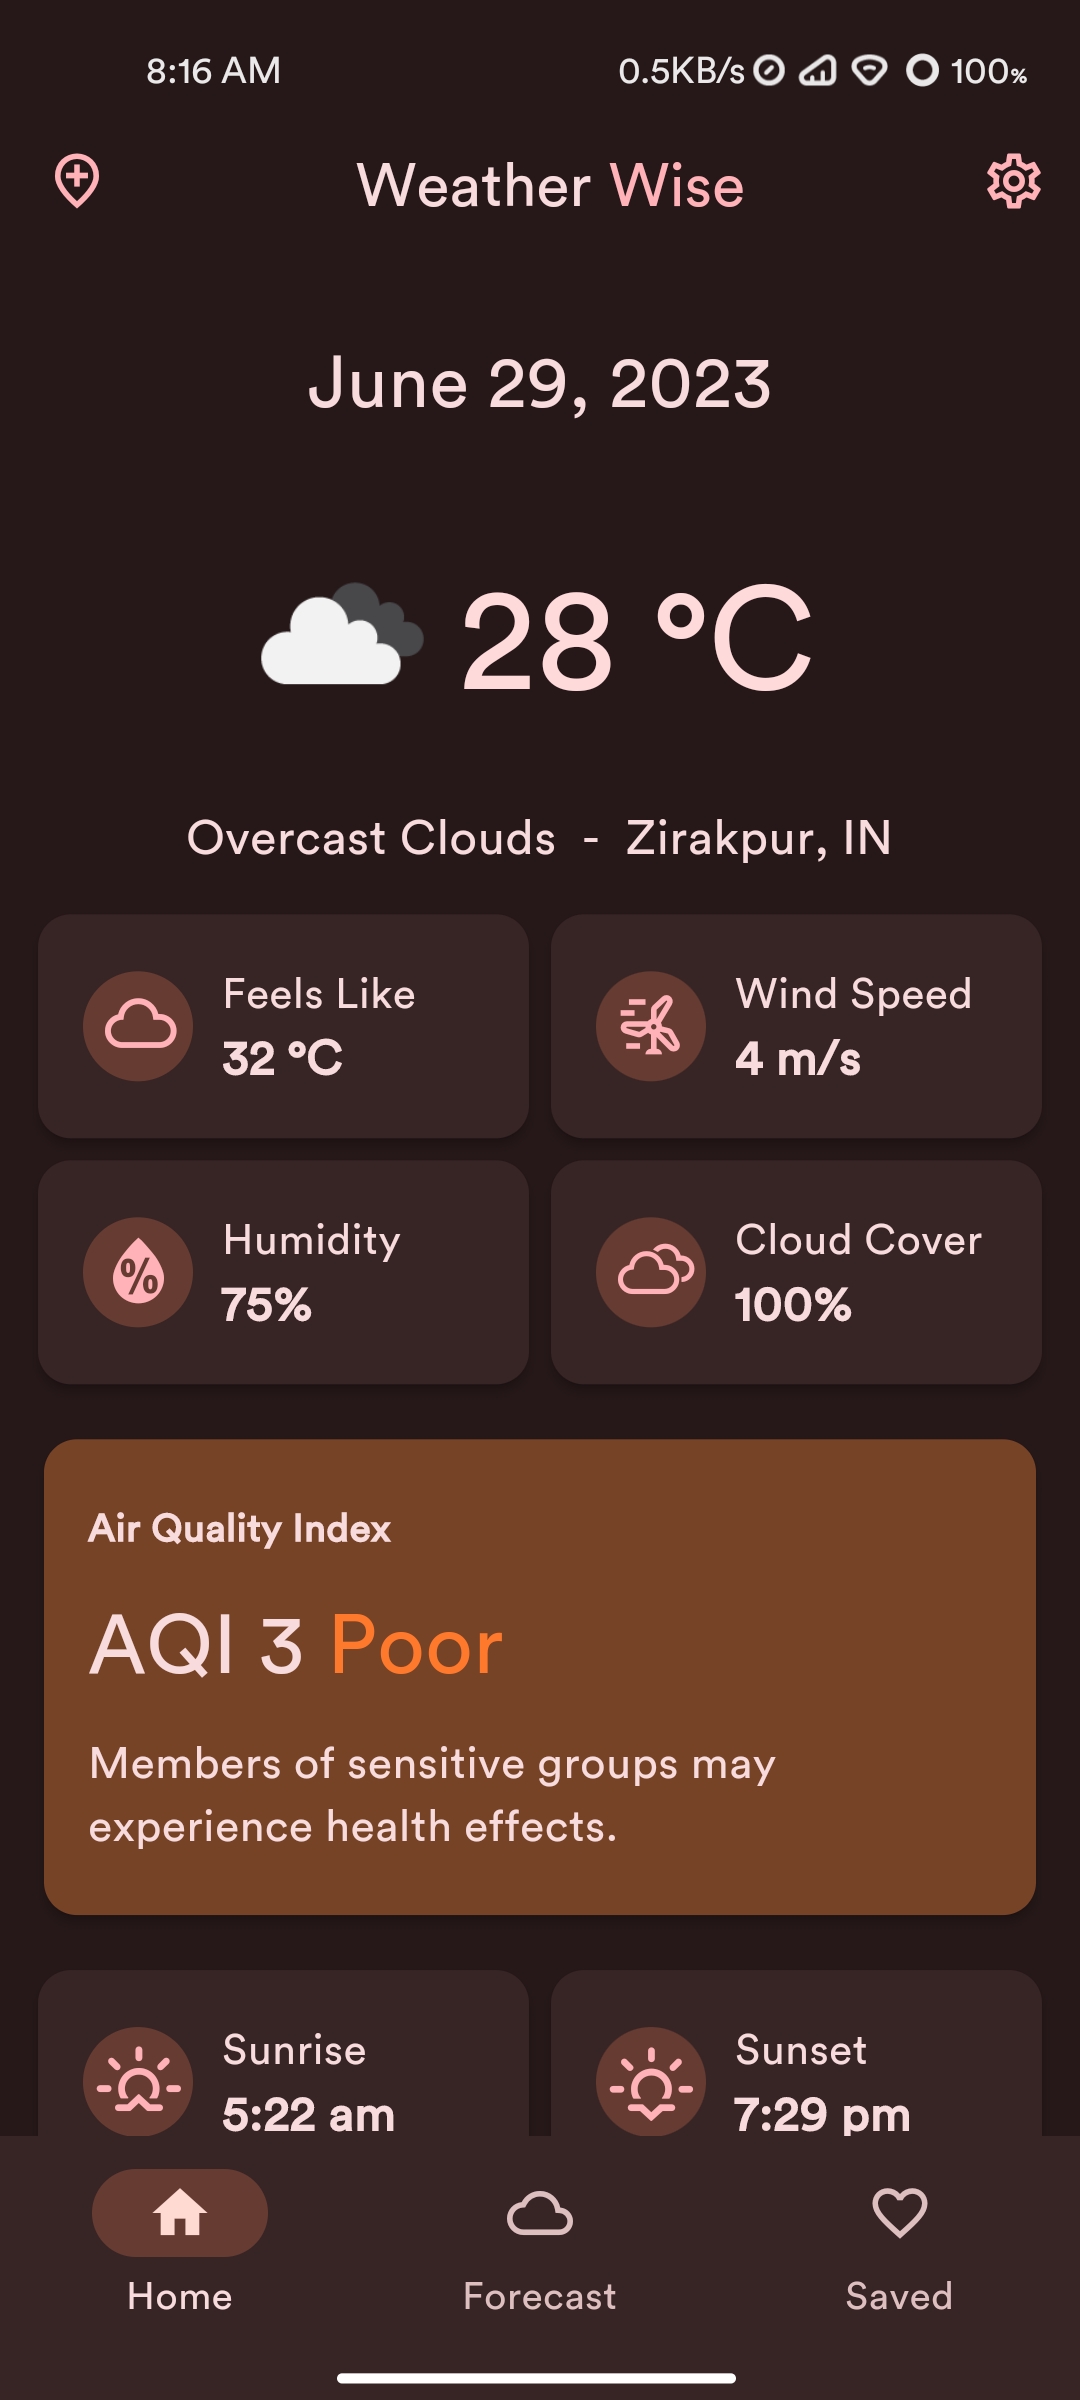 8:16 AM 0.5KB/s 100%
Weather Wise
June 29, 2023
28 °C
Overcast Clouds - Zirakpur, IN
Feels Like
32 °C
Wind Speed
4 m/s
Humidity
%
75%
Cloud Cover
100%
Air Quality Index
AQI 3 Poor
Members of sensitive groups may
experience health effects.
Sunrise
5:22 am
Sunset
7:29 pm
Home Forecast Saved